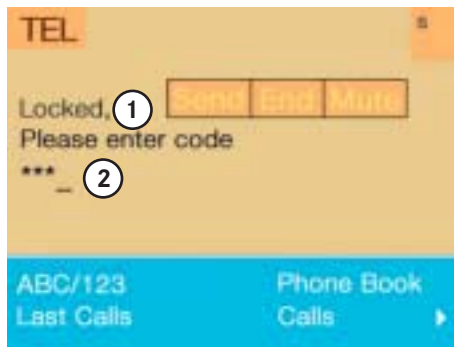 TEL s
Locked, 1 Send End Mute
Please enter code
***_ 2
ABC/123 Phone Book
Last Calls Calls